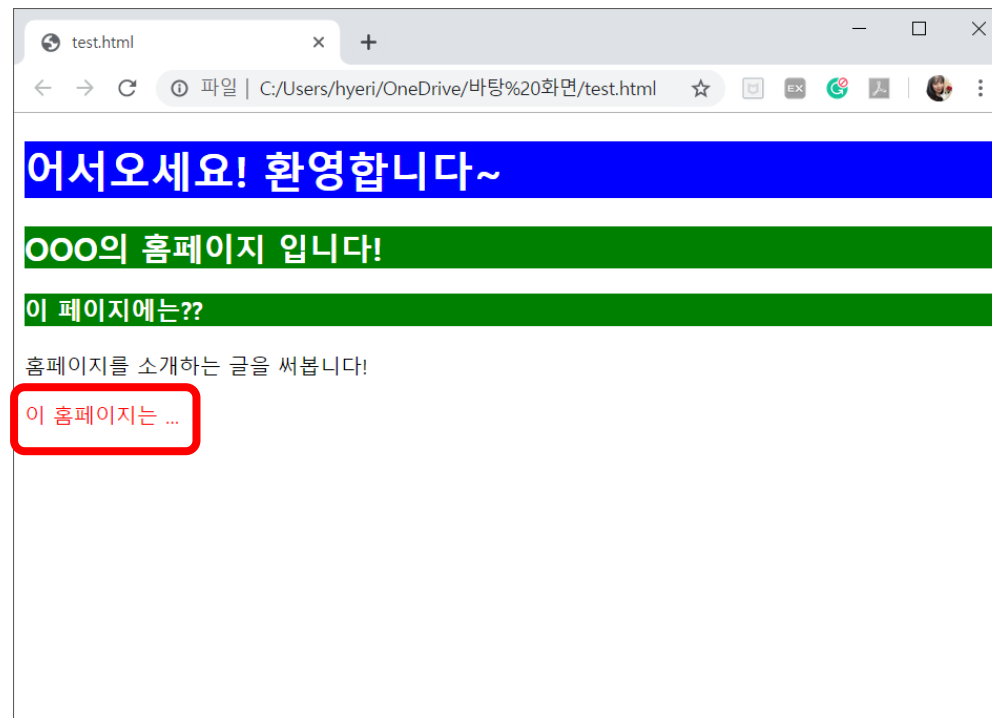 test.html
파일 | C:/Users/hyeri/OneDrive/바탕%20화면/test.html
EX
어서오세요! 환영합니다~
OOO의 홈페이지 입니다!
이 페이지에는??
홈페이지를 소개하는 글을 써봅니다!
이 홈페이지는 ...